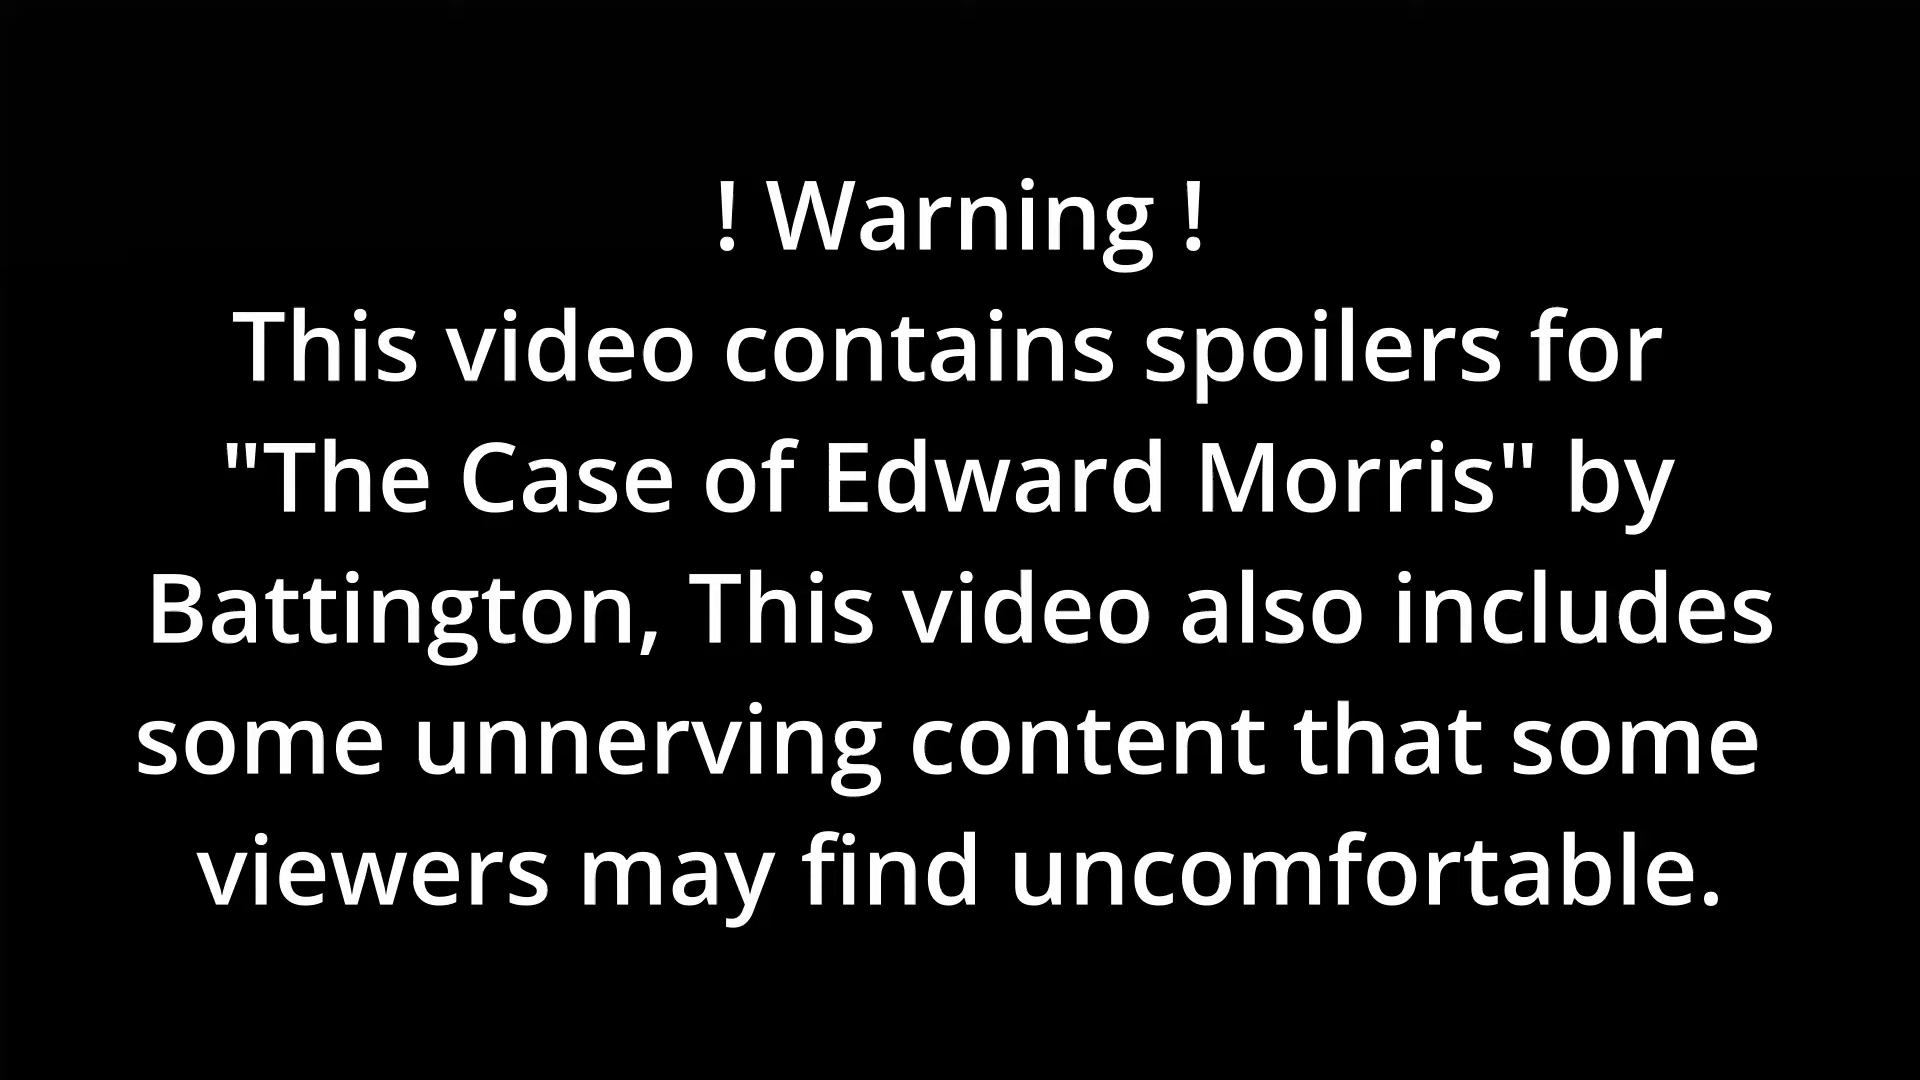 ! Warning !
This video contains spoilers for
"The Case of Edward Morris" by
Battington, This video also includes
some unnerving content that some
viewers may find uncomfortable.